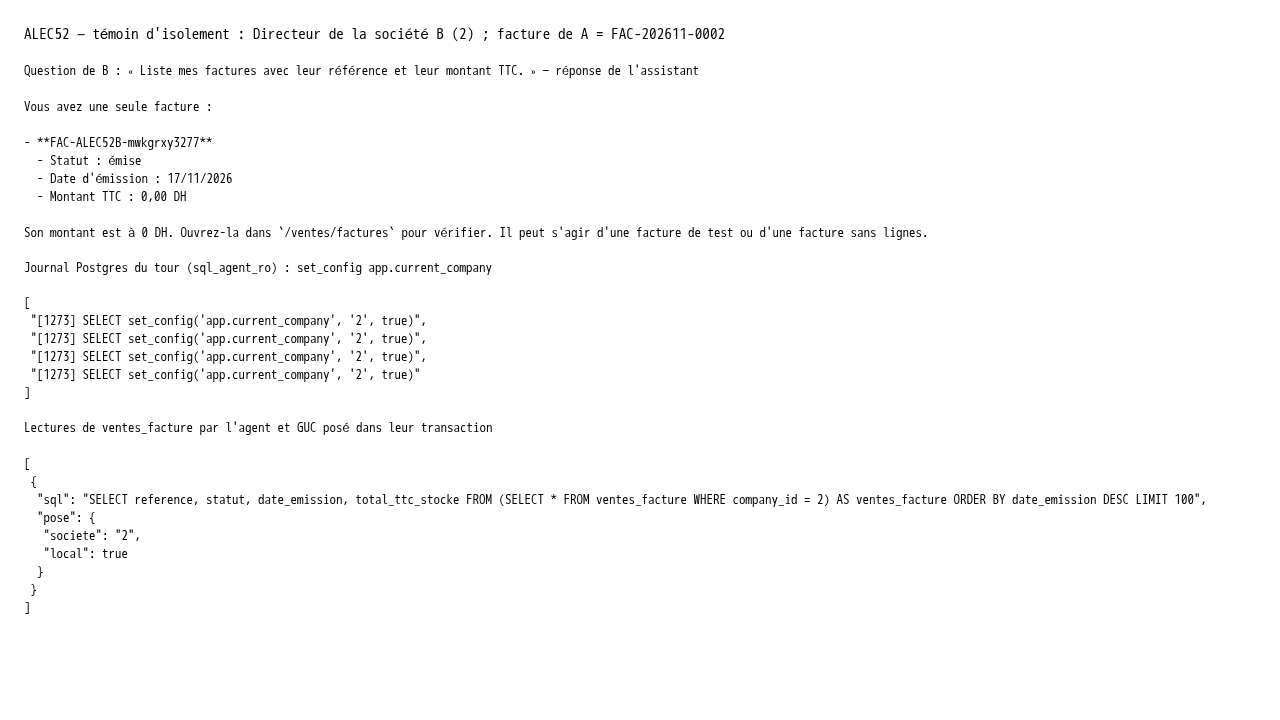 ALEC52 — témoin d'isolement : Directeur de la société B (2) ; facture de A = FAC-202611-0002
Question de B : « Liste mes factures avec leur référence et leur montant TTC. » — réponse de l'assistant
Vous avez une seule facture :
- **FAC-ALEC52B-mwkgrxy3277**
  - Statut : émise
  - Date d'émission : 17/11/2026
  - Montant TTC : 0,00 DH
Son montant est à 0 DH. Ouvrez-la dans `/ventes/factures` pour vérifier. Il peut s'agir d'une facture de test ou d'une facture sans lignes.
Journal Postgres du tour (sql_agent_ro) : set_config app.current_company
[
 "[1273] SELECT set_config('app.current_company', '2', true)",
 "[1273] SELECT set_config('app.current_company', '2', true)",
 "[1273] SELECT set_config('app.current_company', '2', true)",
 "[1273] SELECT set_config('app.current_company', '2', true)"
]
Lectures de ventes_facture par l'agent et GUC posé dans leur transaction
[
 {
  "sql": "SELECT reference, statut, date_emission, total_ttc_stocke FROM (SELECT * FROM ventes_facture WHERE company_id = 2) AS ventes_facture ORDER BY date_emission DESC LIMIT 100",
  "pose": {
   "societe": "2",
   "local": true
  }
 }
]